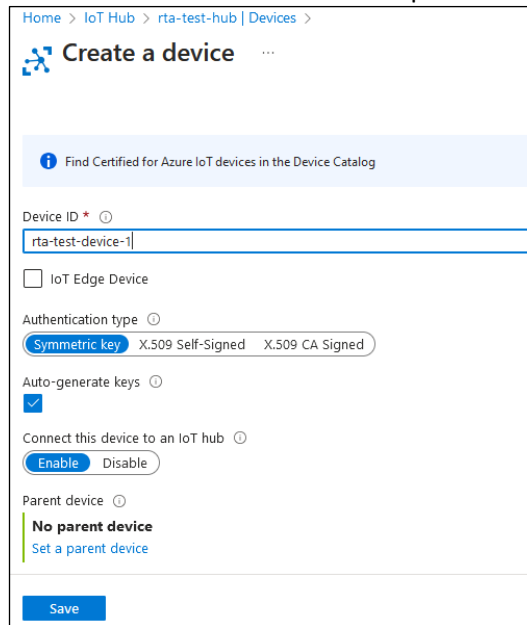 Home > IoT Hub > rta-test-hub | Devices >
Create a device ...
Find Certified for Azure IoT devices in the Device Catalog
Device ID *
rta-test-device-1
IoT Edge Device
Authentication type
Symmetric key X.509 Self-Signed X.509 CA Signed
Auto-generate keys
Connect this device to an IoT hub
Enable Disable
Parent device
No parent device
Set a parent device
Save